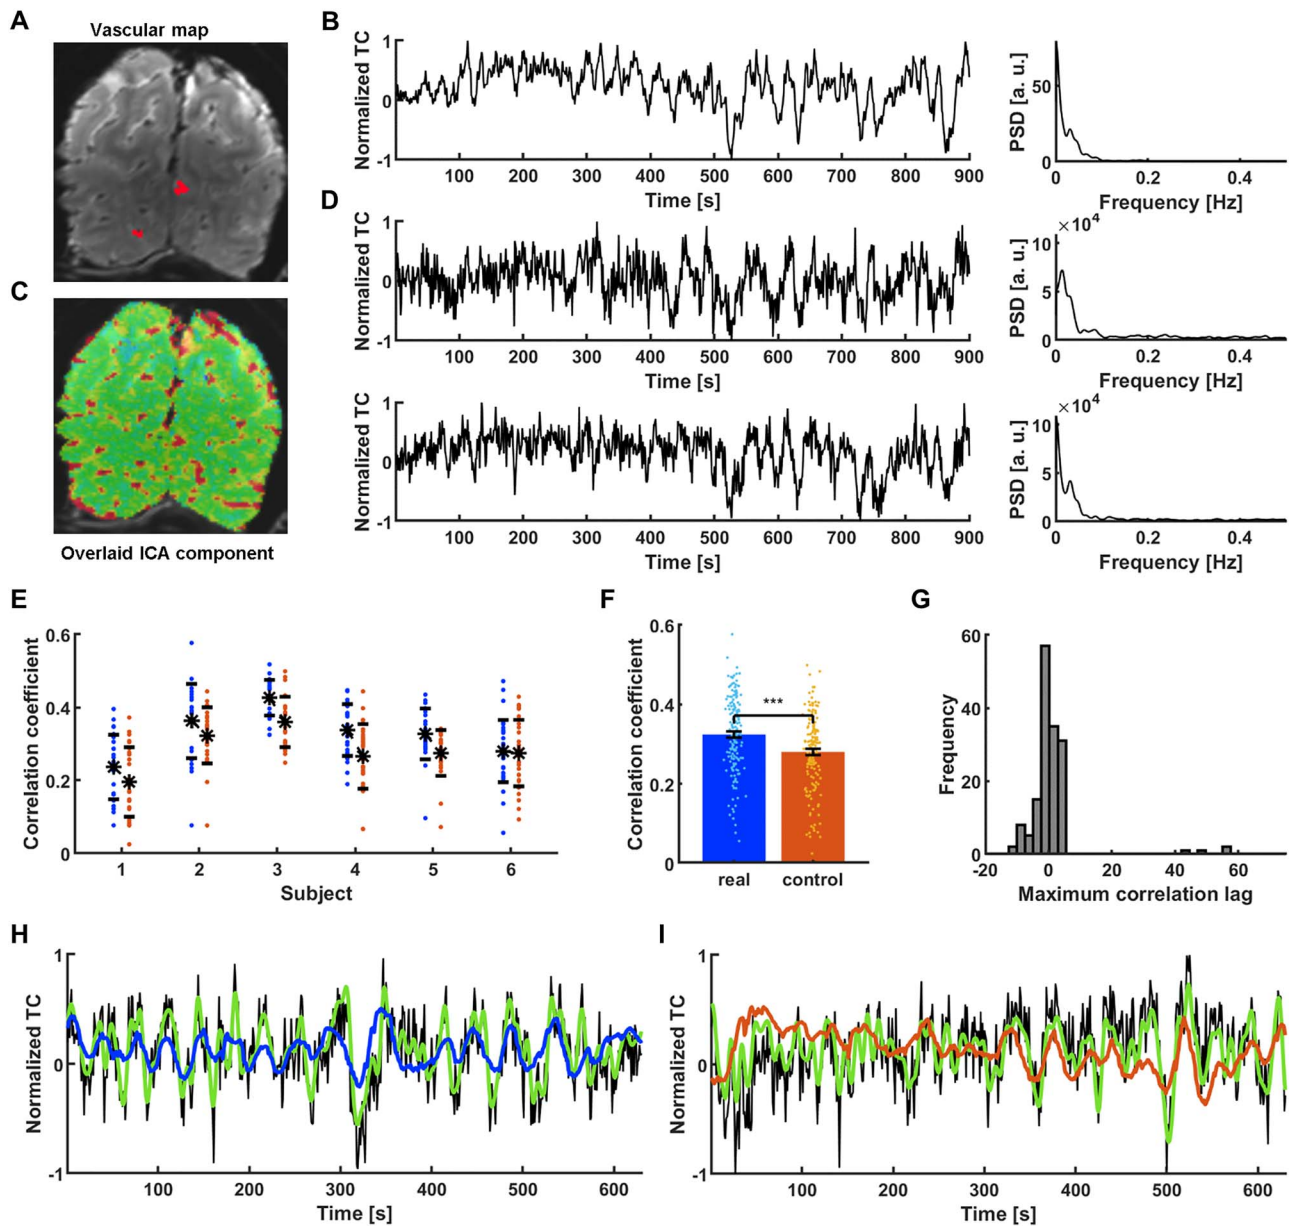 A
Vascular map
B
Normalized TC
1
0
-1
100 200 300 400 500 600 700 800 900
Time [s]
PSD [a. u.]
50
0
0 0.2 0.4
Frequency [Hz]
C
Overlaid ICA component
D
Normalized TC
1
0
-1
100 200 300 400 500 600 700 800 900
Time [s]
×10⁴
PSD [a. u.]
10
5
0
0 0.2 0.4
Frequency [Hz]
Normalized TC
1
0
-1
100 200 300 400 500 600 700 800 900
Time [s]
×10⁴
PSD [a. u.]
10
5
0
0 0.2 0.4
Frequency [Hz]
E
Correlation coefficient
0.6
0.4
0.2
0
1 2 3 4 5 6
Subject
F
Correlation coefficient
0.6
0.4
0.2
0
***
real control
G
Frequency
60
40
20
0
-20 0 20 40 60
Maximum correlation lag
H
Normalized TC
1
0
-1
100 200 300 400 500 600
Time [s]
I
Normalized TC
1
0
-1
100 200 300 400 500 600
Time [s]